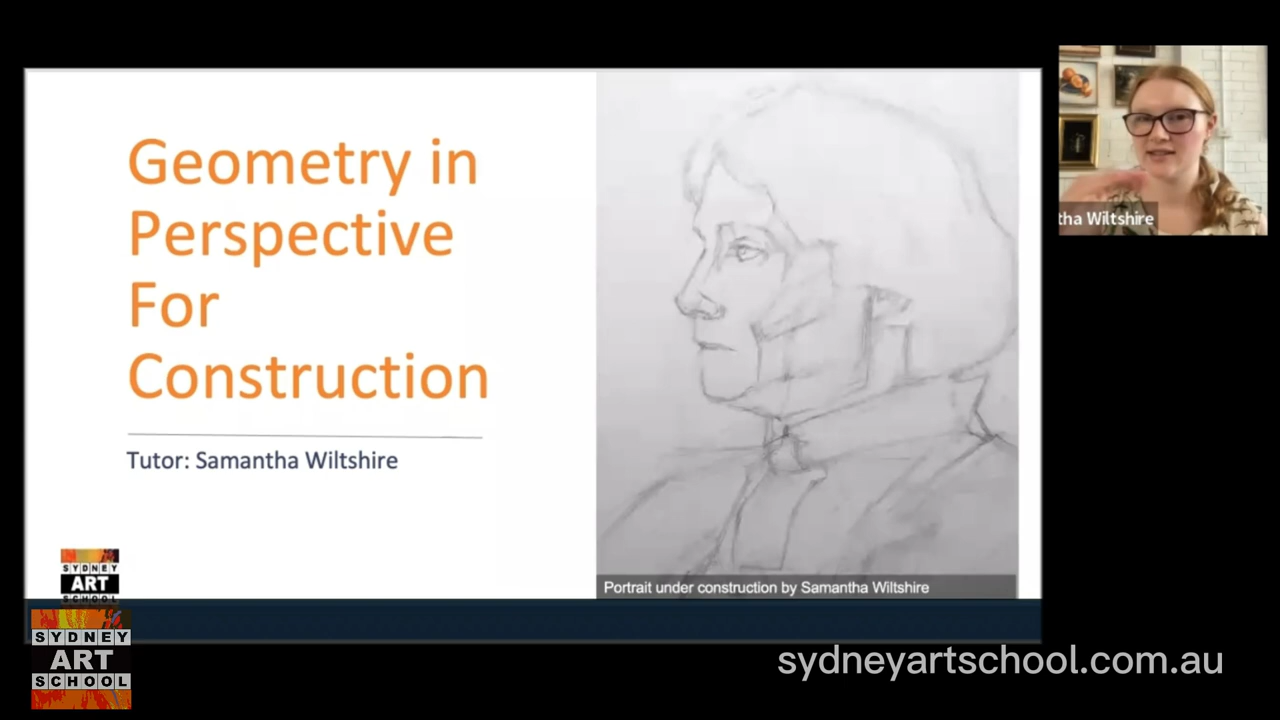 Geometry in
Perspective
For
Construction
Tutor: Samantha Wiltshire
SYDNEY
ART
SCHOOL
Portrait under construction by Samantha Wiltshire
tha Wiltshire
SYDNEY
ART
SCHOOL
sydneyartschool.com.au